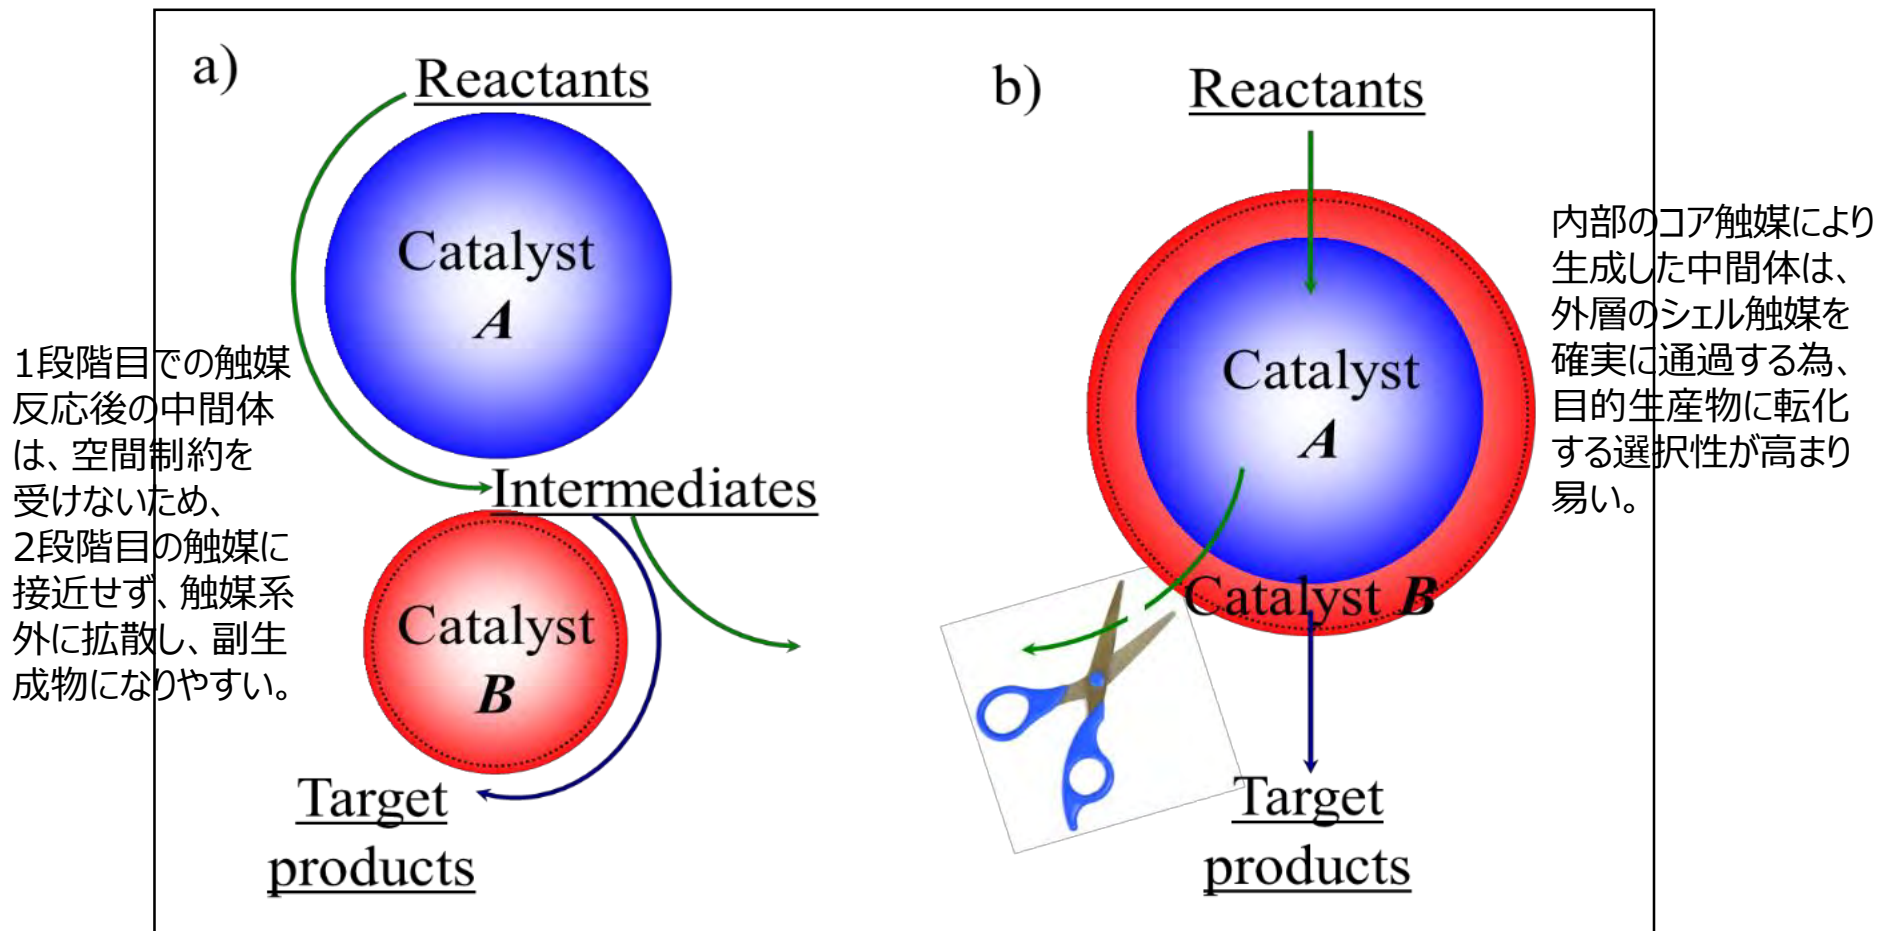 a)
Reactants
Catalyst
A
Intermediates
Catalyst
B
Target
products
1段階目での触媒
反応後の中間体
は、空間制約を
受けないため、
2段階目の触媒に
接近せず、触媒系
外に拡散し、副生
成物になりやすい。
b)
Reactants
Catalyst
A
Catalyst B
Target
products
内部のコア触媒により
生成した中間体は、
外層のシェル触媒を
確実に通過する為、
目的生産物に転化
する選択性が高まり
易い。